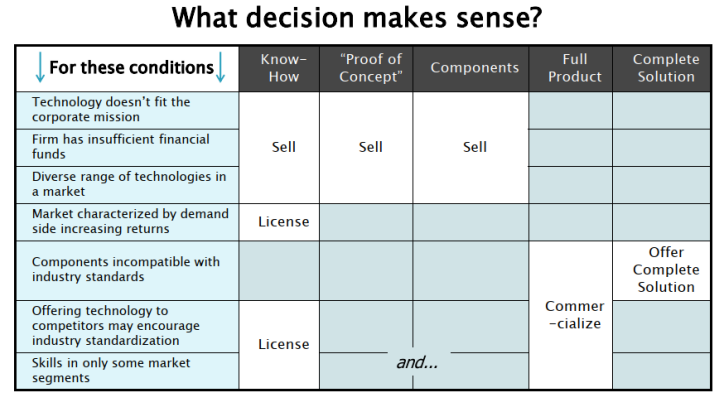 What decision makes sense?
For these conditions
Know-
How
"Proof of
Concept"
Components
Full
Product
Complete
Solution
Technology doesn't fit the
corporate mission
Firm has insufficient financial
funds
Diverse range of technologies in
a market
Sell
Sell
Sell
Market characterized by demand
side increasing returns
License
Components incompatible with
industry standards
Offer
Complete
Solution
Offering technology to
competitors may encourage
industry standardization
Commer
-cialize
License
Skills in only some market
segments
and...